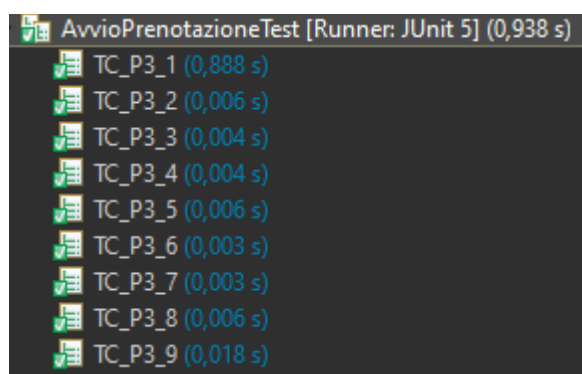 AvvioPrenotazioneTest [Runner: JUnit 5] (0,938 s)
TC_P3_1 (0,888 s)
TC_P3_2 (0,006 s)
TC_P3_3 (0,004 s)
TC_P3_4 (0,004 s)
TC_P3_5 (0,006 s)
TC_P3_6 (0,003 s)
TC_P3_7 (0,003 s)
TC_P3_8 (0,006 s)
TC_P3_9 (0,018 s)